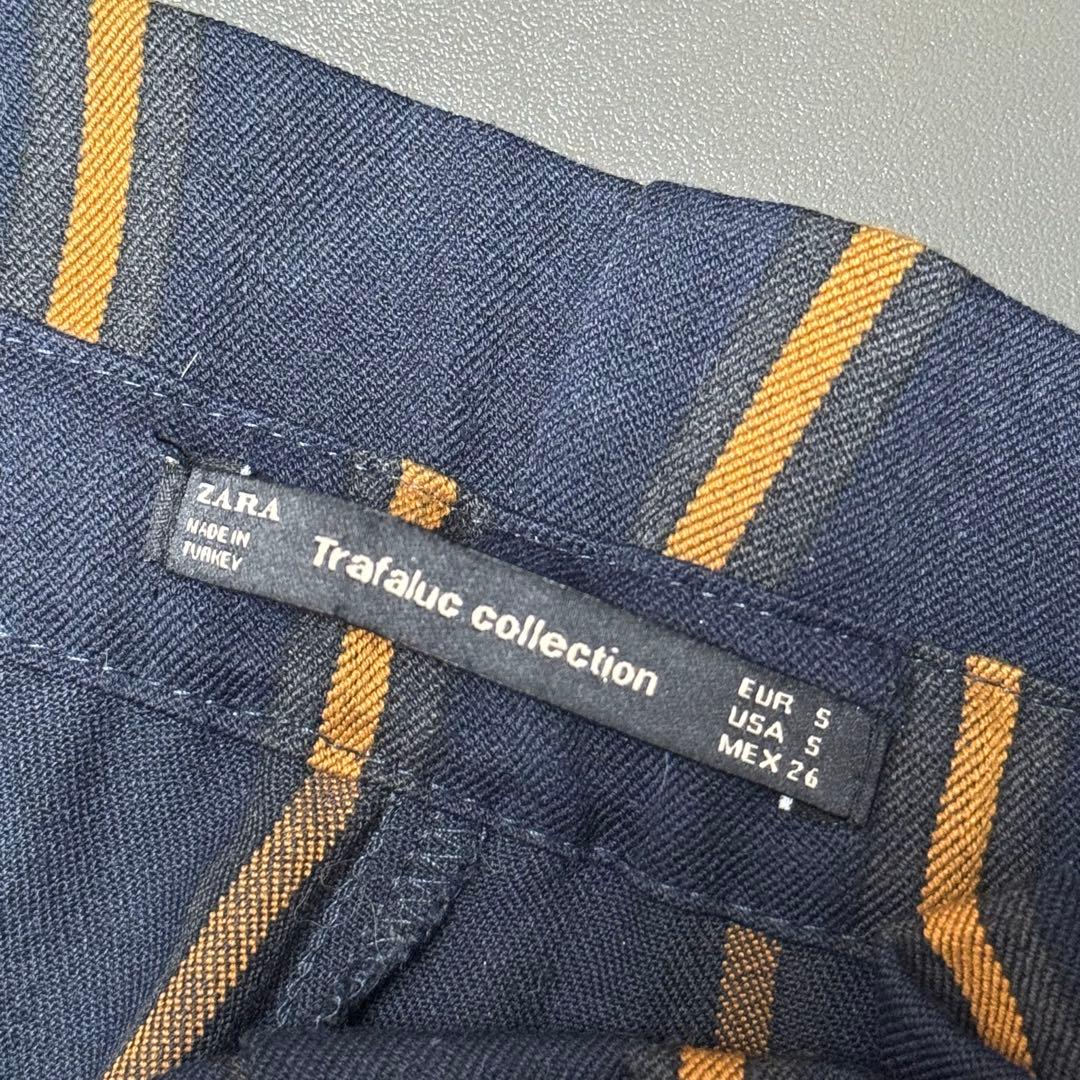 ZARA
MADE IN
TURKEY
Trafaluc collection
EUR S
USA S
MEX 26